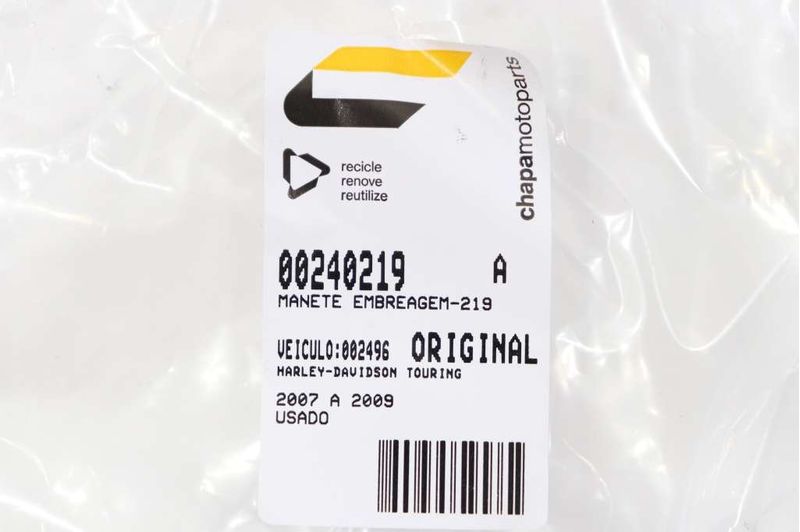 chapamotoparts
recicle
renove
reutilize
00240219 A
MANETE EMBREAGEM-219
VEICULO:002496 ORIGINAL
HARLEY-DAVIDSON TOURING
2007 A 2009
USADO